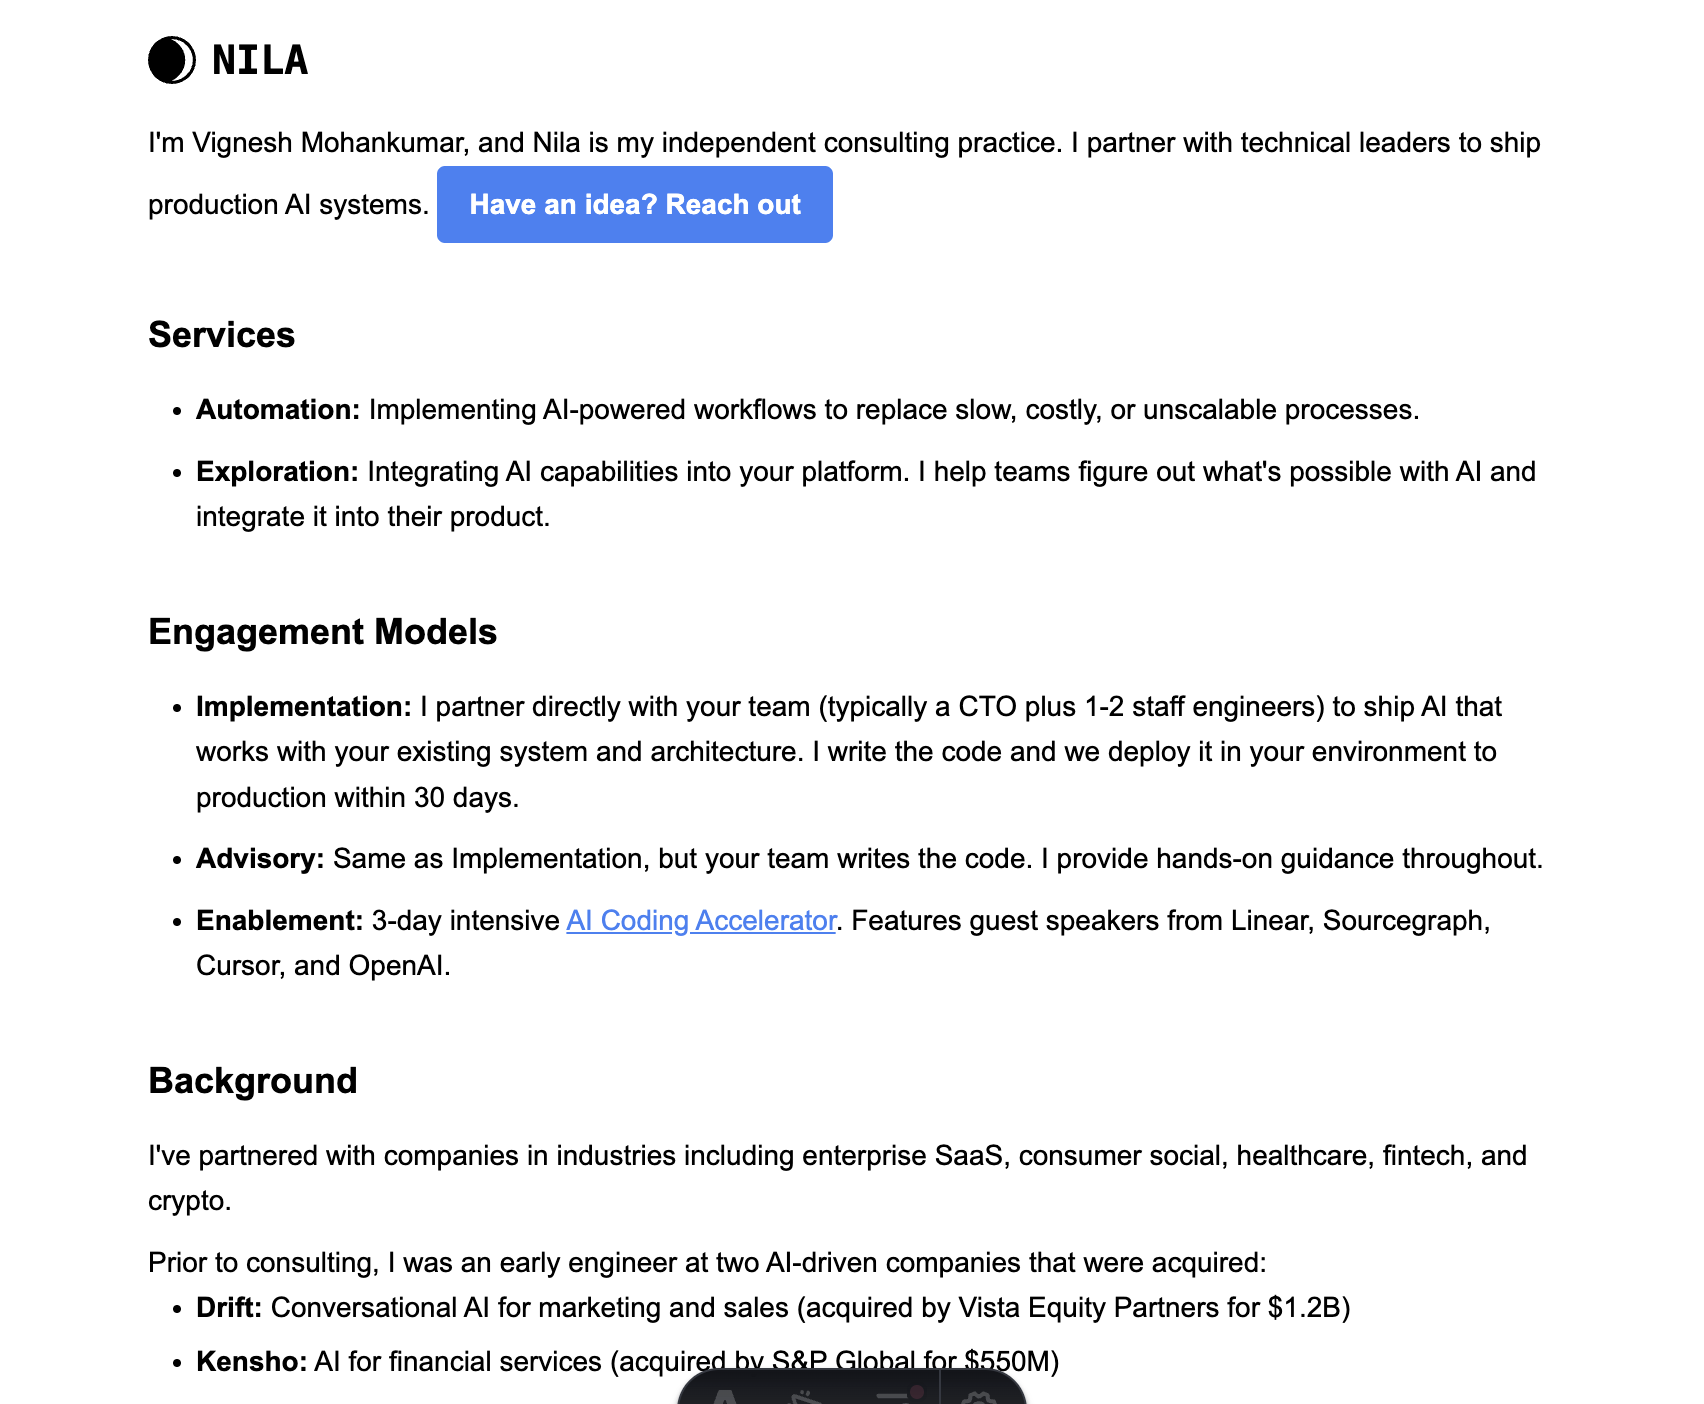 NILA
I'm Vignesh Mohankumar, and Nila is my independent consulting practice. I partner with technical leaders to ship
production AI systems. Have an idea? Reach out
Services
• Automation: Implementing AI-powered workflows to replace slow, costly, or unscalable processes.
• Exploration: Integrating AI capabilities into your platform. I help teams figure out what's possible with AI and
integrate it into their product.
Engagement Models
• Implementation: I partner directly with your team (typically a CTO plus 1-2 staff engineers) to ship AI that
works with your existing system and architecture. I write the code and we deploy it in your environment to
production within 30 days.
• Advisory: Same as Implementation, but your team writes the code. I provide hands-on guidance throughout.
• Enablement: 3-day intensive AI Coding Accelerator. Features guest speakers from Linear, Sourcegraph,
Cursor, and OpenAI.
Background
I've partnered with companies in industries including enterprise SaaS, consumer social, healthcare, fintech, and
crypto.
Prior to consulting, I was an early engineer at two AI-driven companies that were acquired:
• Drift: Conversational AI for marketing and sales (acquired by Vista Equity Partners for $1.2B)
• Kensho: AI for financial services (acquired by S&P Global for $550M)